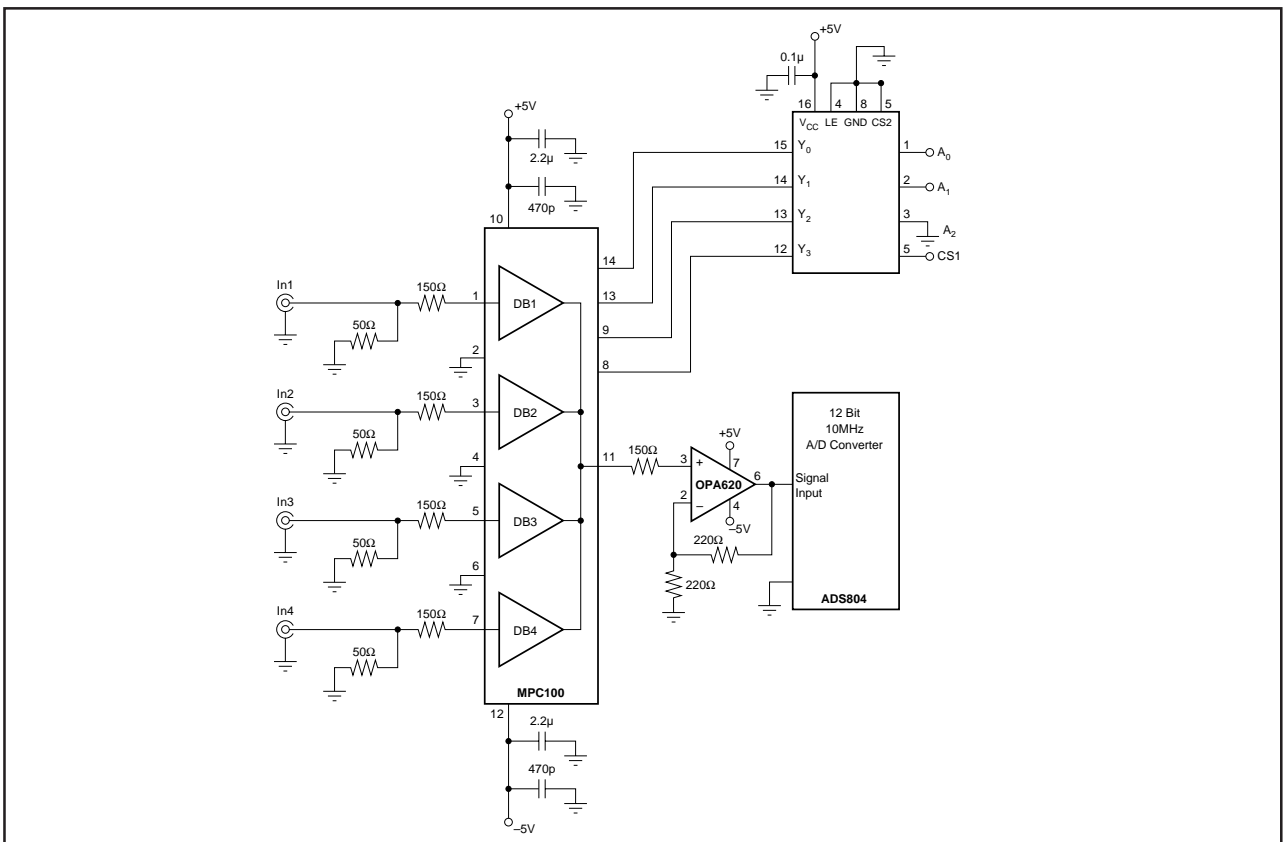 +5V
0.1µ
16 4 8 5
VCC LE GND CS2
15 Y0 1 A0
14 Y1 2 A1
13 Y2 3 A2
12 Y3 5 CS1
+5V
2.2µ
470p
10
14
13
9
8
In1
150Ω
1
DB1
50Ω
2
In2
150Ω
3
DB2
50Ω
4
In3
150Ω
5
DB3
50Ω
6
In4
150Ω
7
DB4
50Ω
MPC100
11
150Ω
+5V
3
+
7
6
OPA620
2
–
4
–5V
220Ω
220Ω
12 Bit
10MHz
A/D Converter
Signal
Input
ADS804
12
2.2µ
470p
–5V